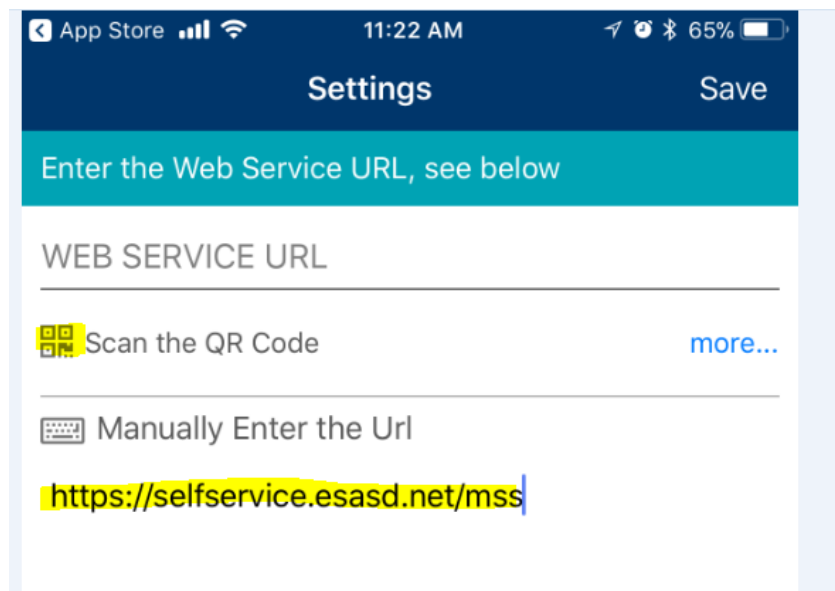 App Store 11:22 AM 65%
Settings Save
Enter the Web Service URL, see below
WEB SERVICE URL
Scan the QR Code more...
Manually Enter the Url
https://selfservice.esasd.net/mss